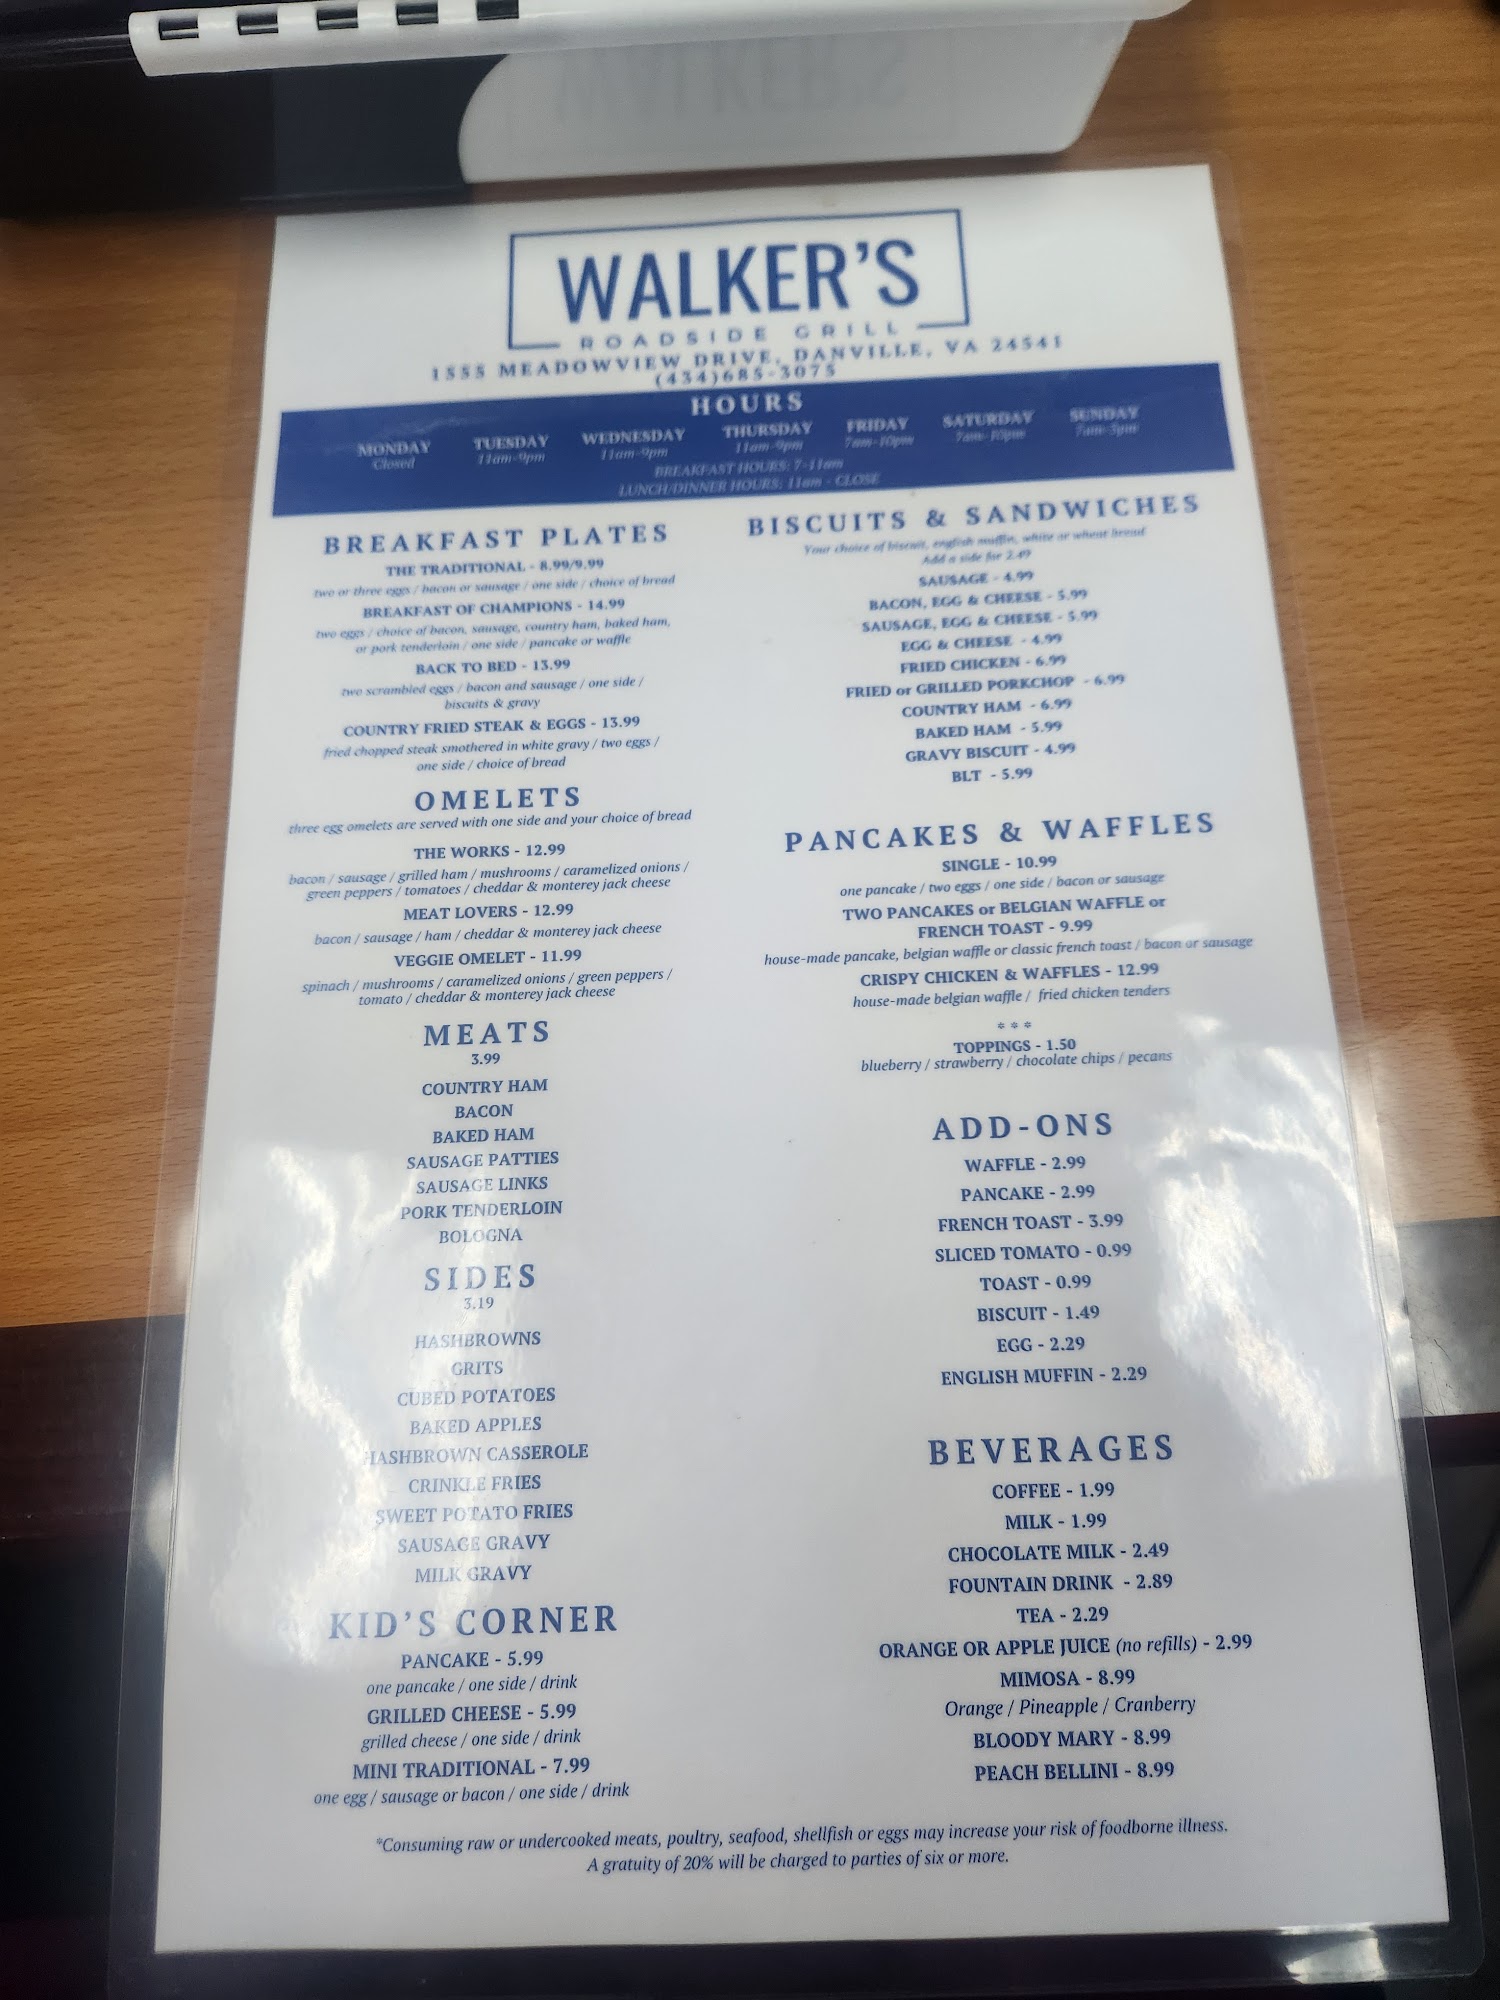 WALKER'S
ROADSIDE GRILL
1555 MEADOWVIEW DRIVE, DANVILLE, VA 24541
(434)685-3075
HOURS
MONDAY TUESDAY WEDNESDAY THURSDAY FRIDAY SATURDAY SUNDAY
Closed 11am-9pm 11am-9pm 11am-9pm 7am-10pm 7am-10pm 7am-3pm
BREAKFAST HOURS: 7-11am
LUNCH/DINNER HOURS: 11am - CLOSE
BREAKFAST PLATES
THE TRADITIONAL - 8.99/9.99
two or three eggs / bacon or sausage / one side / choice of bread
BREAKFAST OF CHAMPIONS - 14.99
two eggs / choice of bacon, sausage, country ham, baked ham,
or pork tenderloin / one side / pancake or waffle
BACK TO BED - 13.99
two scrambled eggs / bacon and sausage / one side /
biscuits & gravy
COUNTRY FRIED STEAK & EGGS - 13.99
fried chopped steak smothered in white gravy / two eggs /
one side / choice of bread
OMELETS
three egg omelets are served with one side and your choice of bread
THE WORKS - 12.99
bacon / sausage / grilled ham / mushrooms / caramelized onions /
green peppers / tomatoes / cheddar & monterey jack cheese
MEAT LOVERS - 12.99
bacon / sausage / ham / cheddar & monterey jack cheese
VEGGIE OMELET - 11.99
spinach / mushrooms / caramelized onions / green peppers /
tomato / cheddar & monterey jack cheese
MEATS
3.99
COUNTRY HAM
BACON
BAKED HAM
SAUSAGE PATTIES
SAUSAGE LINKS
PORK TENDERLOIN
BOLOGNA
SIDES
3.19
HASHBROWNS
GRITS
CUBED POTATOES
BAKED APPLES
HASHBROWN CASSEROLE
CRINKLE FRIES
SWEET POTATO FRIES
SAUSAGE GRAVY
MILK GRAVY
KID'S CORNER
PANCAKE - 5.99
one pancake / one side / drink
GRILLED CHEESE - 5.99
grilled cheese / one side / drink
MINI TRADITIONAL - 7.99
one egg / sausage or bacon / one side / drink
BISCUITS & SANDWICHES
Your choice of biscuit, english muffin, white or wheat bread
Add a side for 2.49
SAUSAGE - 4.99
BACON, EGG & CHEESE - 5.99
SAUSAGE, EGG & CHEESE - 5.99
EGG & CHEESE - 4.99
FRIED CHICKEN - 6.99
FRIED or GRILLED PORKCHOP - 6.99
COUNTRY HAM - 6.99
BAKED HAM - 5.99
GRAVY BISCUIT - 4.99
BLT - 5.99
PANCAKES & WAFFLES
SINGLE - 10.99
one pancake / two eggs / one side / bacon or sausage
TWO PANCAKES or BELGIAN WAFFLE or
FRENCH TOAST - 9.99
house-made pancake, belgian waffle or classic french toast / bacon or sausage
CRISPY CHICKEN & WAFFLES - 12.99
house-made belgian waffle / fried chicken tenders
* * *
TOPPINGS - 1.50
blueberry / strawberry / chocolate chips / pecans
ADD-ONS
WAFFLE - 2.99
PANCAKE - 2.99
FRENCH TOAST - 3.99
SLICED TOMATO - 0.99
TOAST - 0.99
BISCUIT - 1.49
EGG - 2.29
ENGLISH MUFFIN - 2.29
BEVERAGES
COFFEE - 1.99
MILK - 1.99
CHOCOLATE MILK - 2.49
FOUNTAIN DRINK - 2.89
TEA - 2.29
ORANGE OR APPLE JUICE (no refills) - 2.99
MIMOSA - 8.99
Orange / Pineapple / Cranberry
BLOODY MARY - 8.99
PEACH BELLINI - 8.99
*Consuming raw or undercooked meats, poultry, seafood, shellfish or eggs may increase your risk of foodborne illness.
A gratuity of 20% will be charged to parties of six or more.